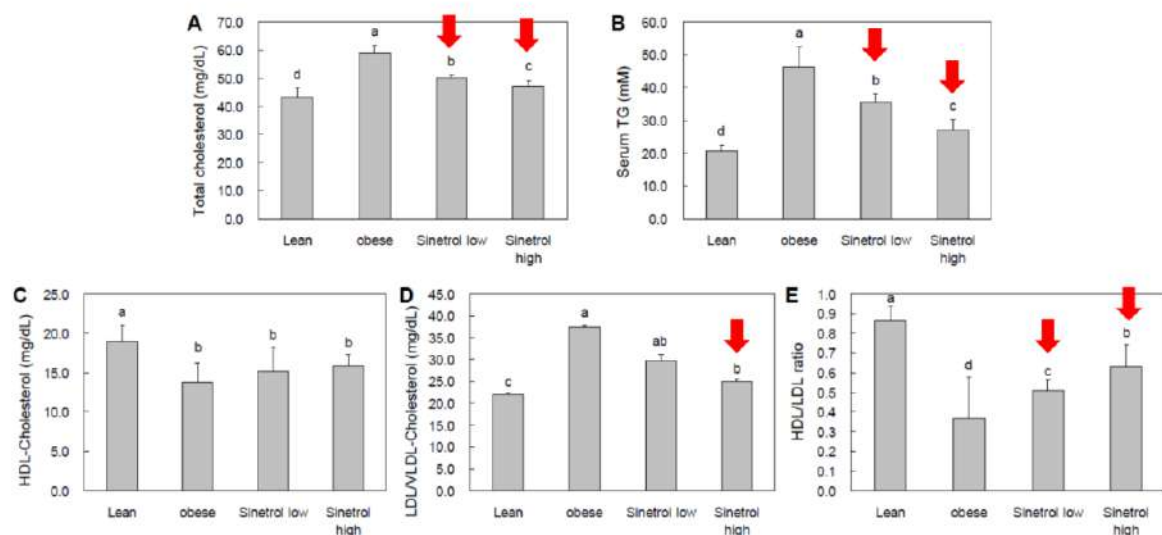 A
Total cholesterol (mg/dL)
70.0
60.0
50.0
40.0
30.0
20.0
10.0
0.0
d
a
b
c
Lean
obese
Sinetrol low
Sinetrol
high
B
Serum TG (mM)
60.0
50.0
40.0
30.0
20.0
10.0
0.0
d
a
b
c
Lean
obese
Sinetrol low
Sinetrol
high
C
HDL-Cholesterol (mg/dL)
25.0
20.0
15.0
10.0
5.0
0.0
a
b
b
b
Lean
obese
Sinetrol low
Sinetrol
high
D
LDL/VLDL-Cholesterol (mg/dL)
45.0
40.0
35.0
30.0
25.0
20.0
15.0
10.0
5.0
0.0
c
a
ab
b
Lean
obese
Sinetrol low
Sinetrol
high
E
HDL/LDL ratio
1.0
0.9
0.8
0.7
0.6
0.5
0.4
0.3
0.2
0.1
0.0
a
d
c
b
Lean
obese
Sinetrol low
Sinetrol
high